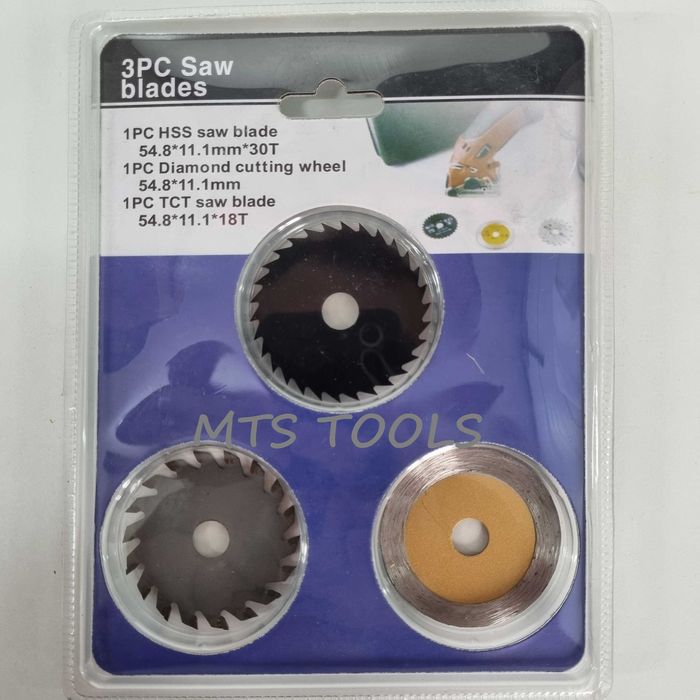 3PC Saw
blades
1PC HSS saw blade
54.8*11.1mm*30T
1PC Diamond cutting wheel
54.8*11.1mm
1PC TCT saw blade
54.8*11.1*18T
MTS TOOLS